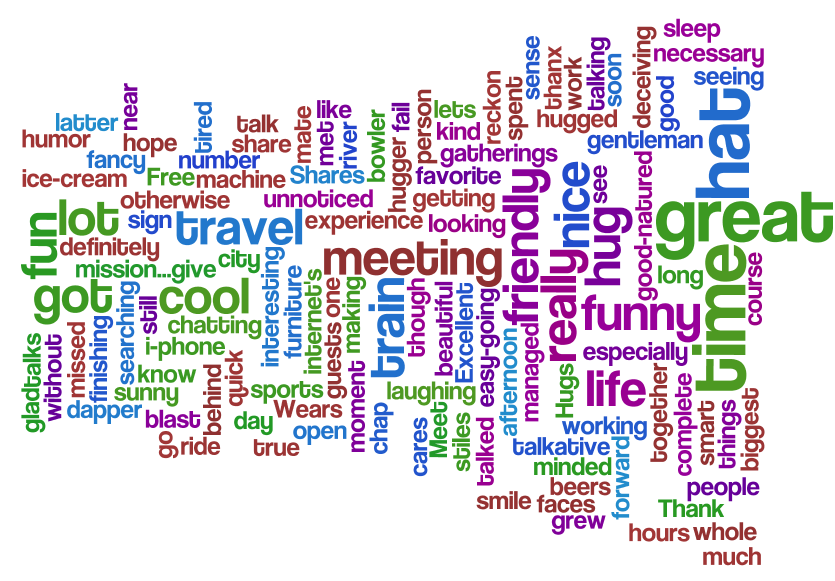 sleep
necessary
seeing
deceiving
good
soon
talking
work
thanx
sense
spent
reckon
hugged
gentleman
hat
near
latter
humor
hope
tired
talk
share
mate
like
met
river
bowler
fail
hugger
person
lets
kind
gatherings
favorite
fancy
number
ice-cream
Free
machine
Shares
otherwise
unnoticed
getting
looking
experience
friendly
nice
see
hug
good-natured
great
time
course
long
fun
lot
sign
travel
definitely
mission...give
city
meeting
really
funny
got
cool
searching
still
chatting
i-phone
interesting
furniture
internet's
one
making
train
though
beautiful
Excellent
easy-going
afternoon
managed
especially
life
Hugs
gladtalks
without
missed
finishing
know
sunny
dapper
blast
quick
behind
go
ride
day
true
sports
Wears
open
guests
moment
chap
laughing
cares
Meet
stiles
talked
working
talkative
minded
forward
together
complete
smart
things
biggest
beers
smile
faces
grew
people
Thank
hours
whole
much